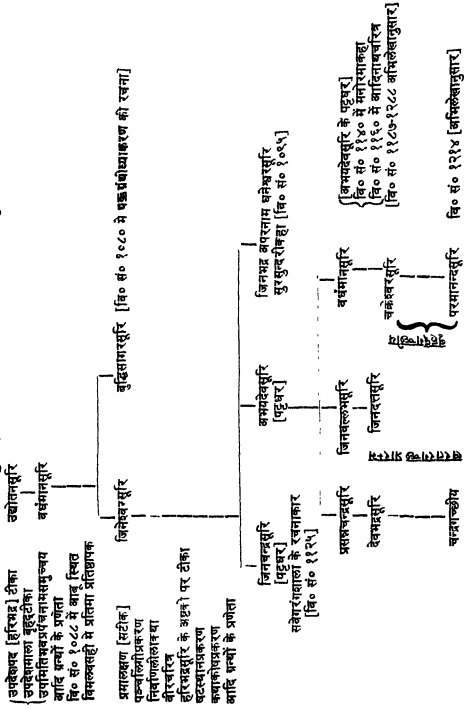 उद्योतनसूरि
वर्धमानसूरि
उपदेशपद [हरिभद्र] टीका
उपदेशमाला बृहद्टीका
उपमितिभवप्रपंचनामसमुच्चय
आदि ग्रन्थों के प्रणेता
वि० सं० १०८८ में आबू स्थित
विमलवसही में प्रतिमा प्रतिष्ठापक
जिनेश्वरसूरि
बुद्धिसागरसूरि [वि० सं० १०८० में पञ्चग्रंथीव्याकरण की रचना]
प्रमालक्षण [सटीक]
पञ्चलिंगीप्रकरण
निर्वाणलीलाकथा
वीरचरित्र
हरिभद्रसूरि के अष्टकों पर टीका
षटस्थानप्रकरण
कथाकोषप्रकरण
आदि ग्रन्थों के प्रणेता
जिनचन्द्रसूरि
[पट्टधर]
संवेगरंगशाला के रचनाकार
[वि० सं० ११२५]
अभयदेवसूरि
[पट्टधर]
जिनभद्र अपरनाम धनेश्वरसूरि
सुरसुन्दरीकहा [वि० सं० १०९५]
प्रसन्नचन्द्रसूरि
देवभद्रसूरि
चन्द्रगच्छीय
जिनवल्लभसूरि
जिनदत्तसूरि
खरतरगच्छ प्रारम्भ
वर्धमानसूरि
[अभयदेवसूरि के पट्टधर]
वि० सं० ११४० में मनोरमाकहा
वि० सं० ११६० में आदिनाथचरित्र
चक्रेश्वरसूरि
[वि० सं० ११८७-१२८८ अभिलेखानुसार]
परमानन्दसूरि
वि० सं० १२१४ [अभिलेखानुसार]
बृहद्गच्छीय